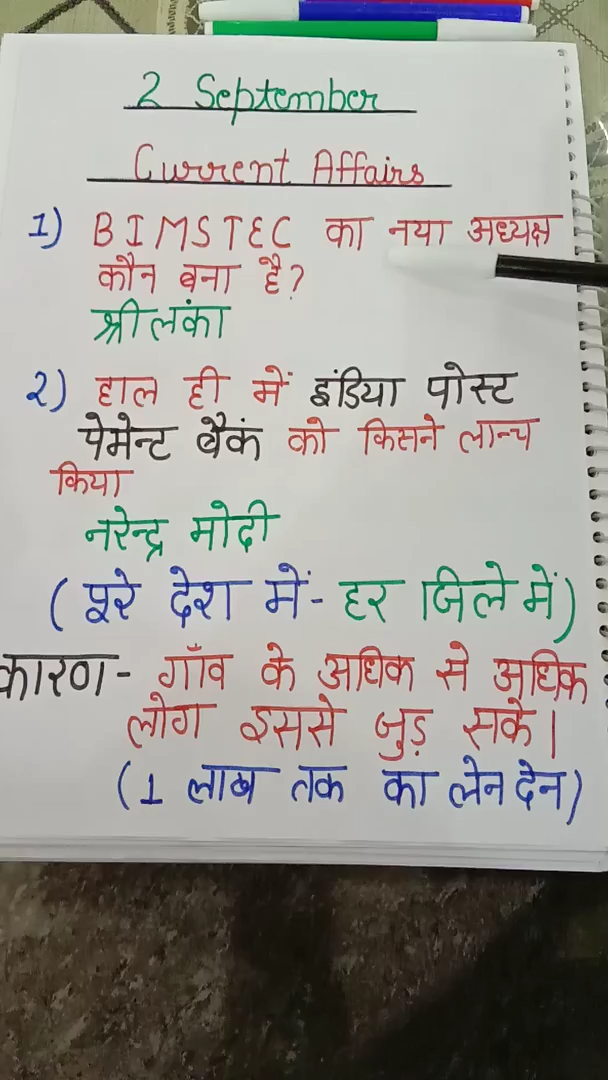 2 September
Current Affairs
1) BIMSTEC का नया अध्यक्ष
कौन बना है?
श्रीलंका
2) हाल ही में इंडिया पोस्ट
पेमेन्ट बैकं को किसने लान्च
किया
नरेन्द्र मोदी
(पूरे देश में - हर जिले में)
कारण - गाँव के अधिक से अधिक
लोग इससे जुड़ सके।
(1 लाख तक का लेन देन)